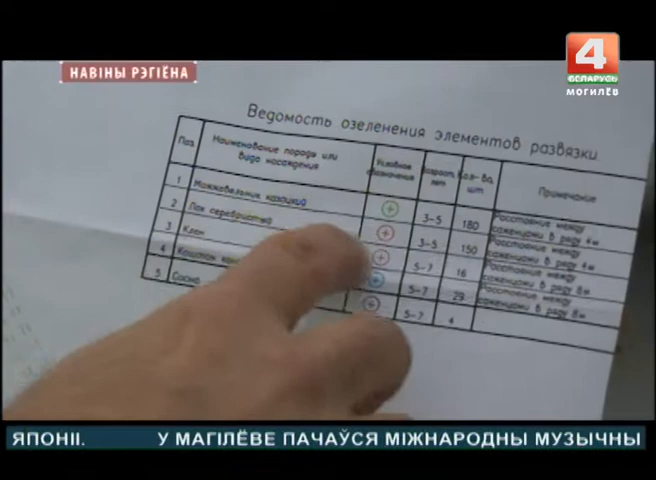 НАВІНЫ РЭГІЁНА
4
БЕЛАРУСЬ
МОГИЛЁВ
Ведомость озеленения элементов развязки
Поз. Наименование породы или вида насаждения Условное обозначения Возраст, лет Кол-во, шт. Примечание
1 Можжевельник казацкий 3-5 180 Расстояние между саженцами в ряду 4м
2 Лох серебристый 3-5 150 Расстояние между саженцами в ряду 4м
3 Клен 5-7 16 Расстояние между саженцами в ряду 8м
4 Каштан 5-7 29 Расстояние между саженцами в ряду 8м
5 Сосна 5-7 4
ЯПОНІІ. У МАГІЛЁВЕ ПАЧАЎСЯ МІЖНАРОДНЫ МУЗЫЧНЫ